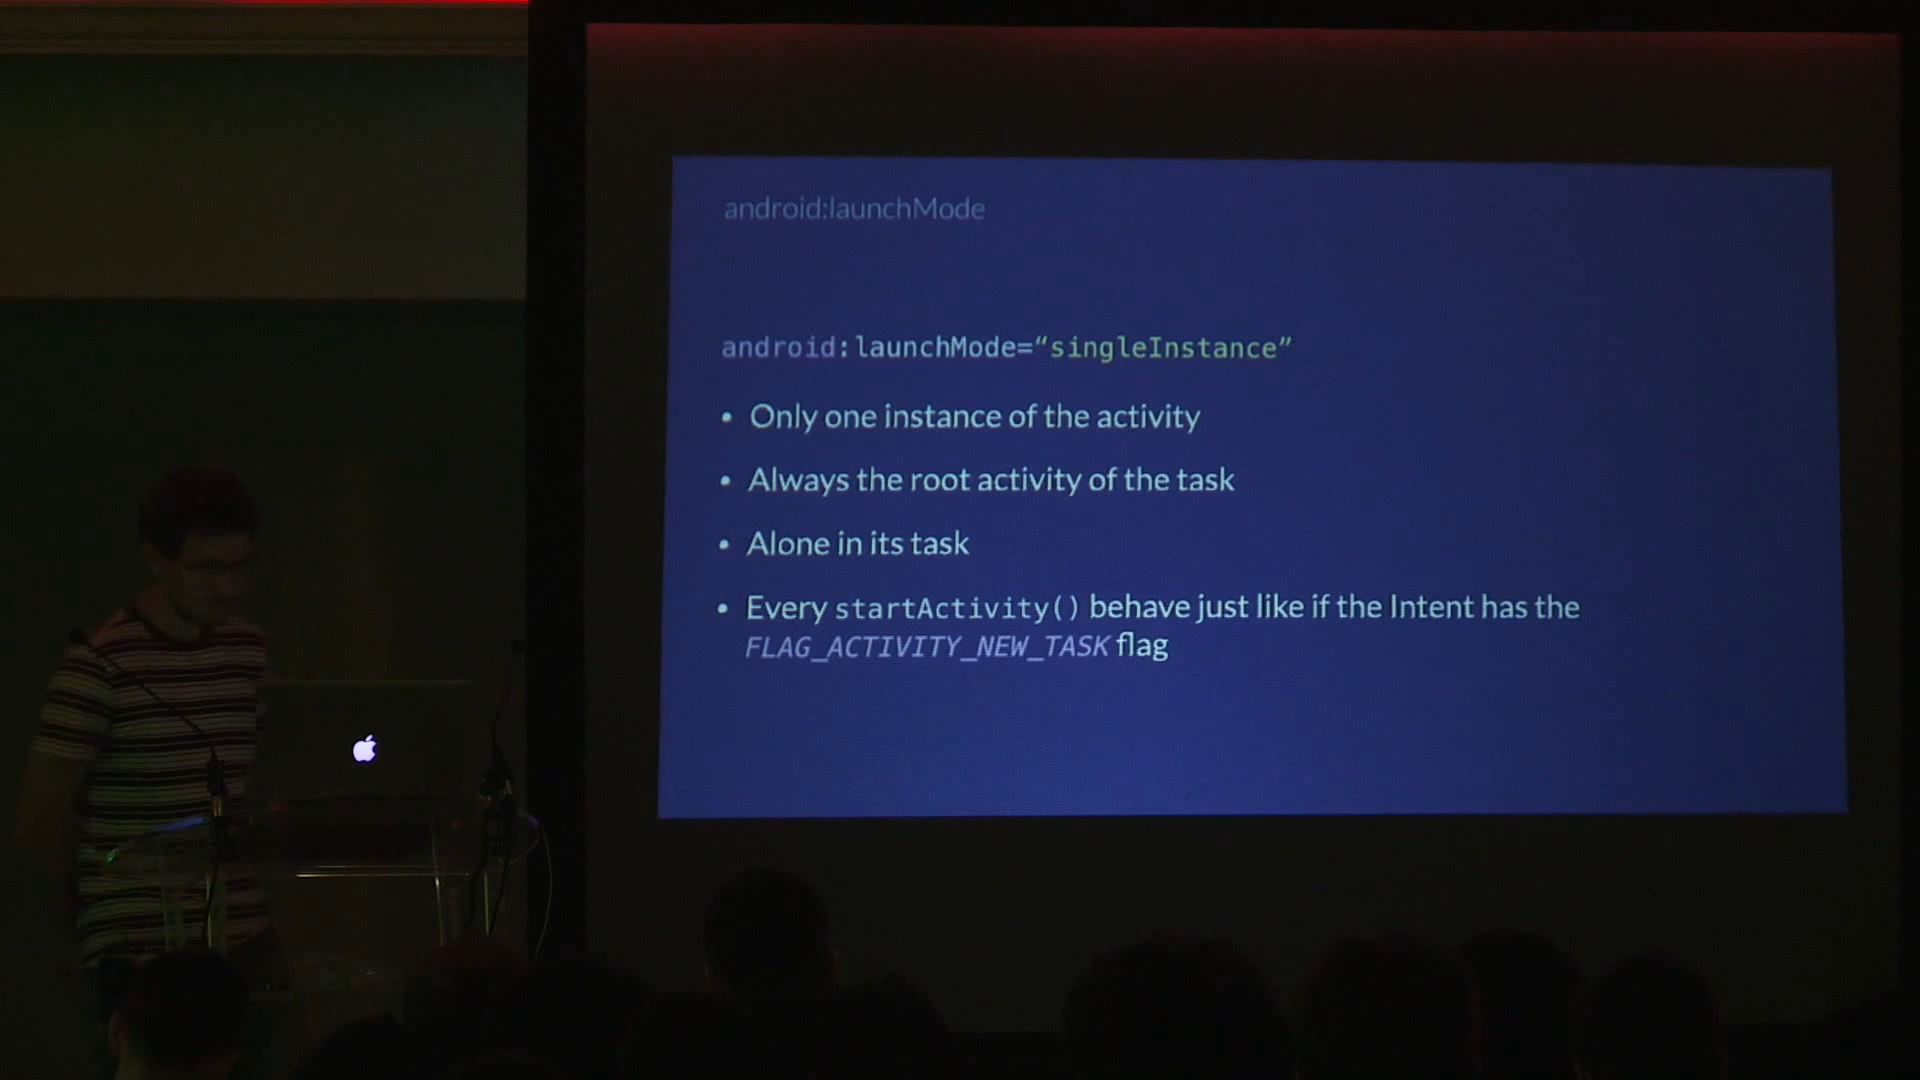 android:launchMode
android:launchMode=“singleInstance”
• Only one instance of the activity
• Always the root activity of the task
• Alone in its task
• Every startActivity() behave just like if the Intent has the
FLAG_ACTIVITY_NEW_TASK flag